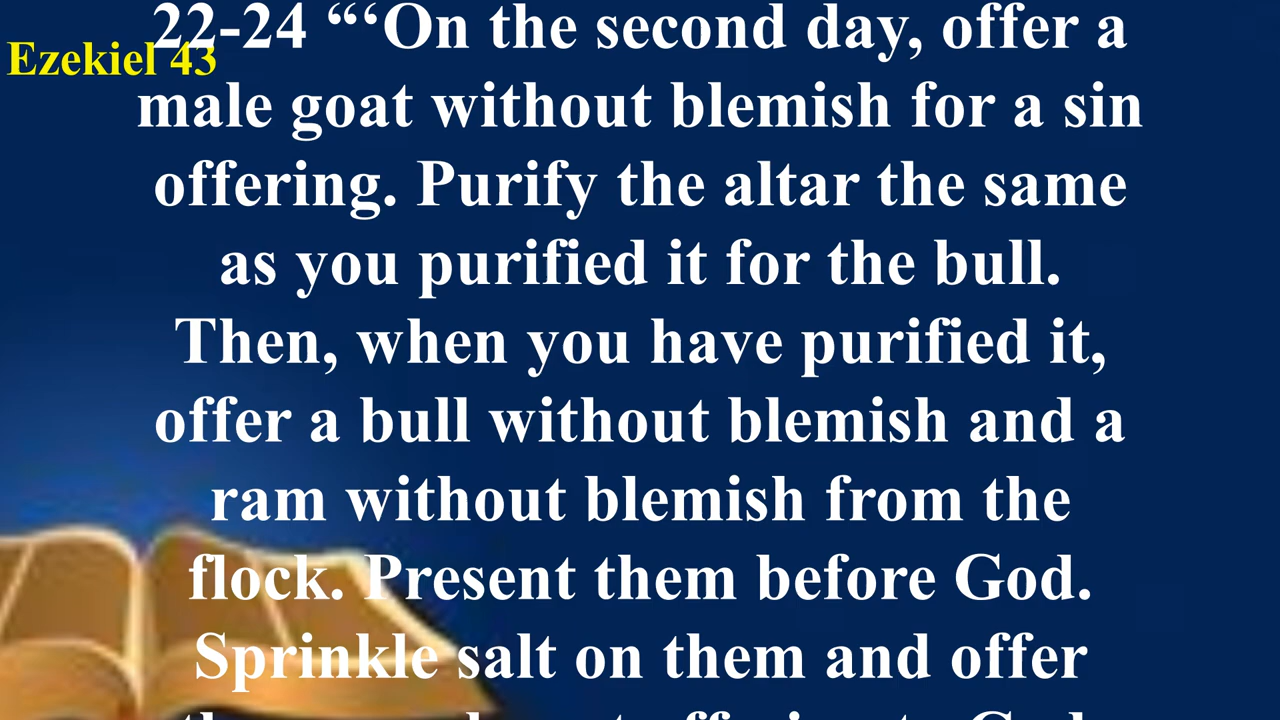 22-24 “‘On the second day, offer a
Ezekiel 43
male goat without blemish for a sin
offering. Purify the altar the same
as you purified it for the bull.
Then, when you have purified it,
offer a bull without blemish and a
ram without blemish from the
flock. Present them before God.
Sprinkle salt on them and offer